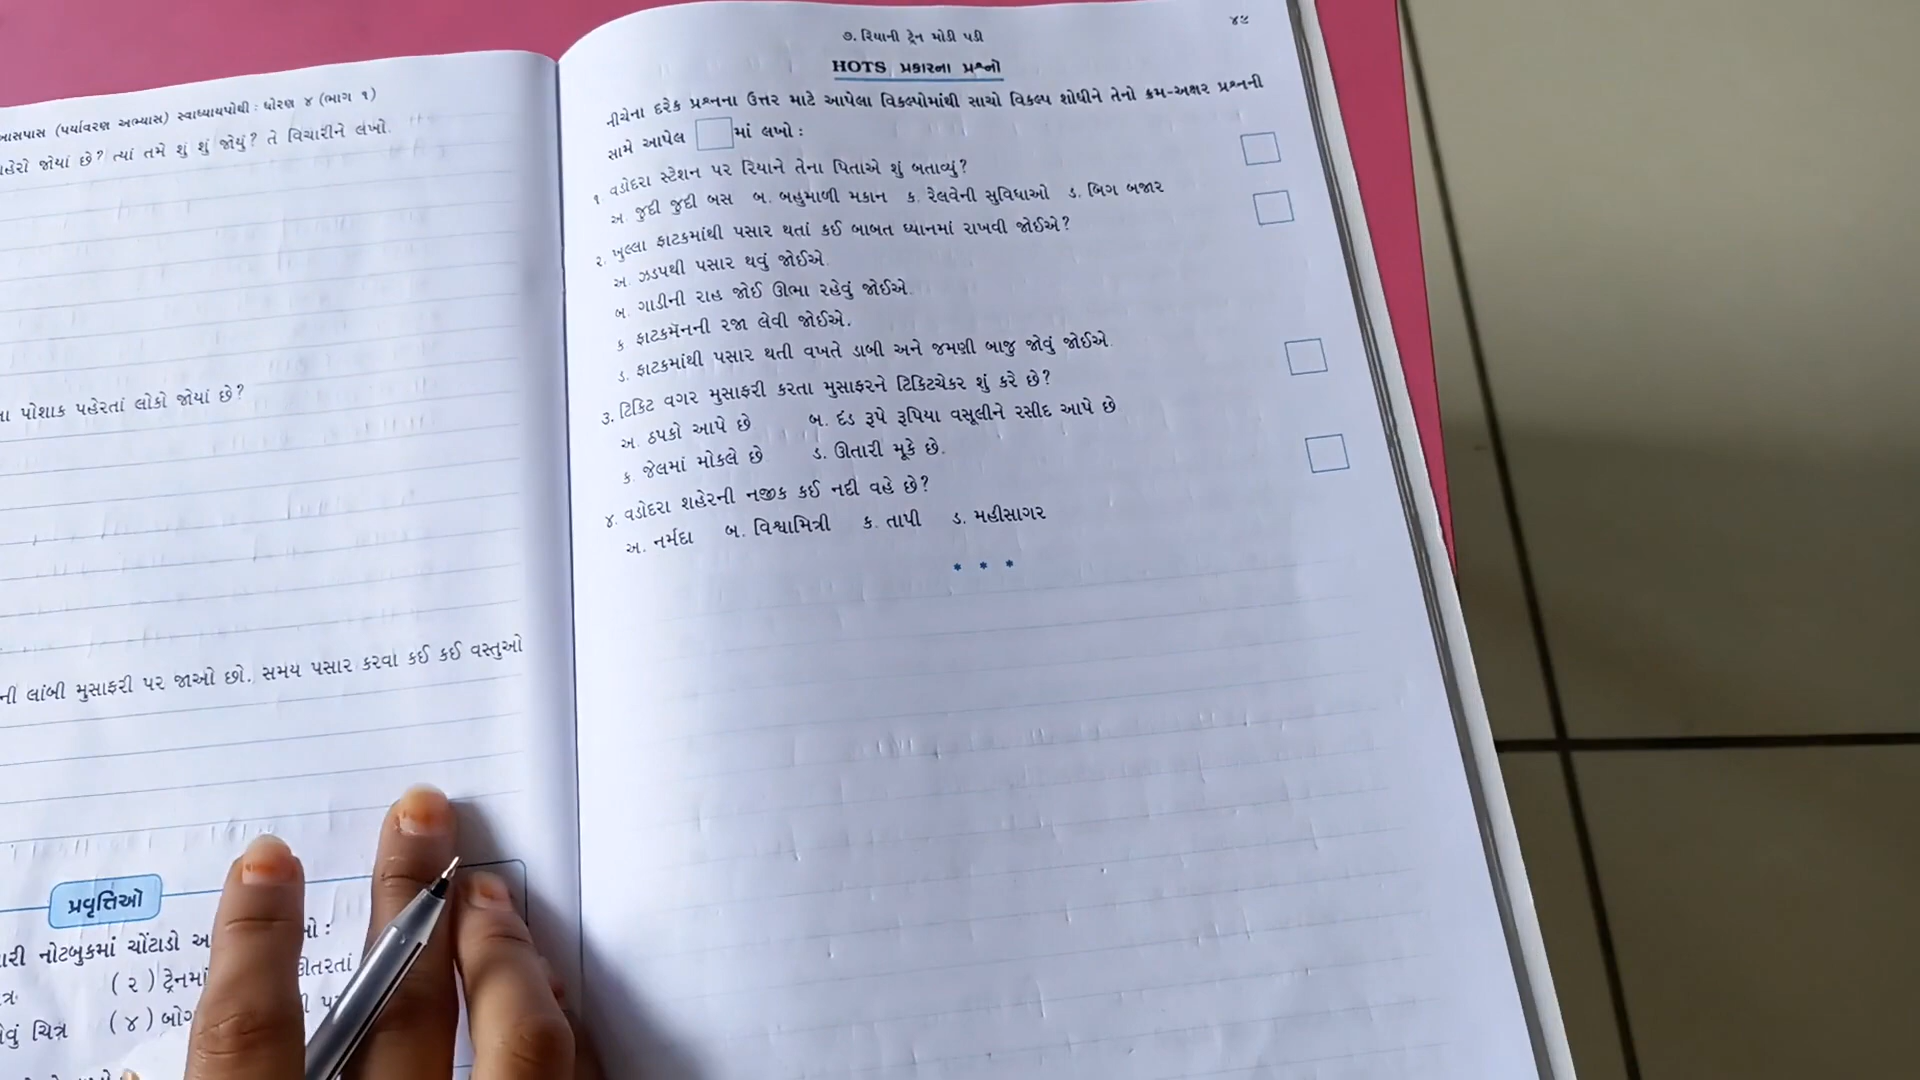 આસપાસ (પર્યાવરણ અભ્યાસ) સ્વાધ્યાયપોથી : ધોરણ ૪ (ભાગ ૧)
જોયાં છે? ત્યાં તમે શું શું જોયું? તે વિચારીને લખો.
પોશાક પહેરતાં લોકો જોયાં છે?
લાંબી મુસાફરી પર જાઓ છો. સમય પસાર કરવા કઈ કઈ વસ્તુઓ
પ્રવૃત્તિઓ
નોટબુકમાં ચોંટાડો
(૨) ટ્રેનમાં ઊતરતાં
ચિત્ર (૪)
૭. રિયાની ટ્રેન મોડી પડી
૪૫
HOTS પ્રકારના પ્રશ્નો
નીચેના દરેક પ્રશ્નના ઉત્તર માટે આપેલા વિકલ્પોમાંથી સાચો વિકલ્પ શોધીને તેનો ક્રમ-અક્ષર પ્રશ્નની
સામે આપેલ માં લખો :
૧. વડોદરા સ્ટેશન પર રિયાને તેના પિતાએ શું બતાવ્યું?
અ. જુદી જુદી બસ બ. બહુમાળી મકાન ક. રેલવેની સુવિધાઓ ડ. બિગ બજાર
૨. ખુલ્લા ફાટકમાંથી પસાર થતાં કઈ બાબત ધ્યાનમાં રાખવી જોઈએ?
અ. ઝડપથી પસાર થવું જોઈએ.
બ. ગાડીની રાહ જોઈ ઊભા રહેવું જોઈએ.
ક. ફાટકમૅનની રજા લેવી જોઈએ.
ડ. ફાટકમાંથી પસાર થતી વખતે ડાબી અને જમણી બાજુ જોવું જોઈએ.
૩. ટિકિટ વગર મુસાફરી કરતા મુસાફરને ટિકિટચેકર શું કરે છે?
અ. ઠપકો આપે છે બ. દંડ રૂપે રૂપિયા વસૂલીને રસીદ આપે છે
ક. જેલમાં મોકલે છે ડ. ઊતારી મૂકે છે.
૪. વડોદરા શહેરની નજીક કઈ નદી વહે છે?
અ. નર્મદા બ. વિશ્વામિત્રી ક. તાપી ડ. મહીસાગર
* * *